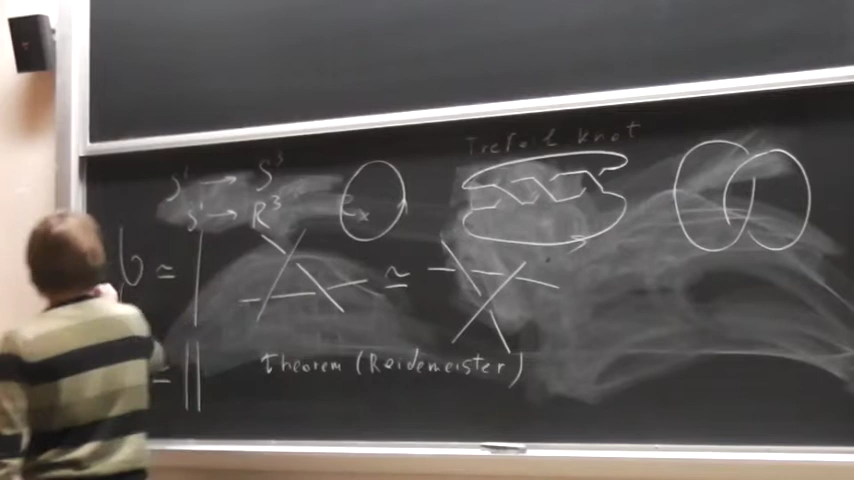 Trefoil knot
S¹ → S³
S¹ → R³
≃
≃
Theorem (Reidemeister)